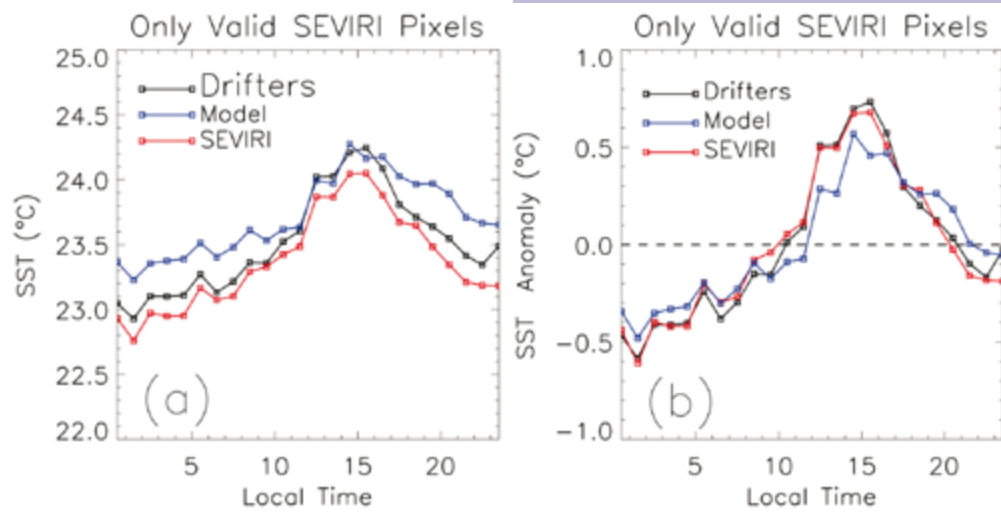 Only Valid SEVIRI Pixels
25.0
24.5
24.0
23.5
23.0
22.5
22.0
SST (°C)
Drifters
Model
SEVIRI
(a)
5 10 15 20
Local Time
Only Valid SEVIRI Pixels
1.0
0.5
0.0
−0.5
−1.0
SST Anomaly (°C)
Drifters
Model
SEVIRI
(b)
5 10 15 20
Local Time